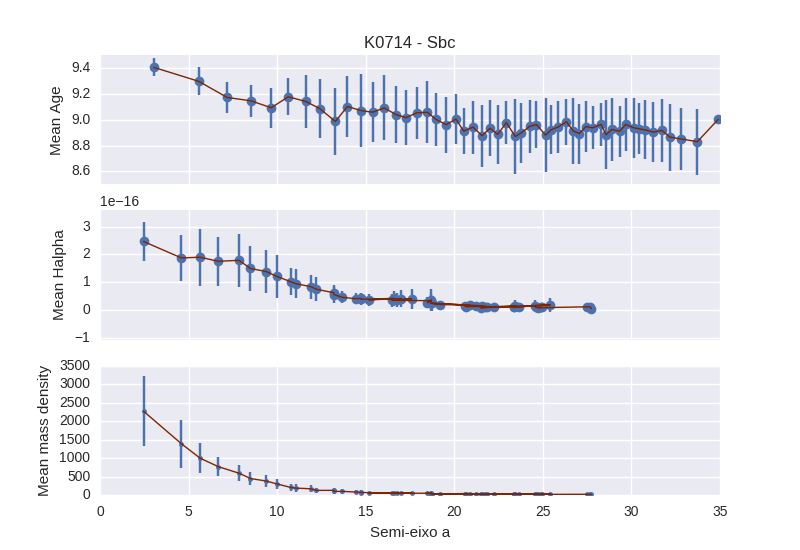 K0714 - Sbc
Mean Age
9.4
9.2
9.0
8.8
8.6
1e−16
Mean Halpha
3
2
1
0
−1
Mean mass density
3500
3000
2500
2000
1500
1000
500
0
0 5 10 15 20 25 30 35
Semi-eixo a